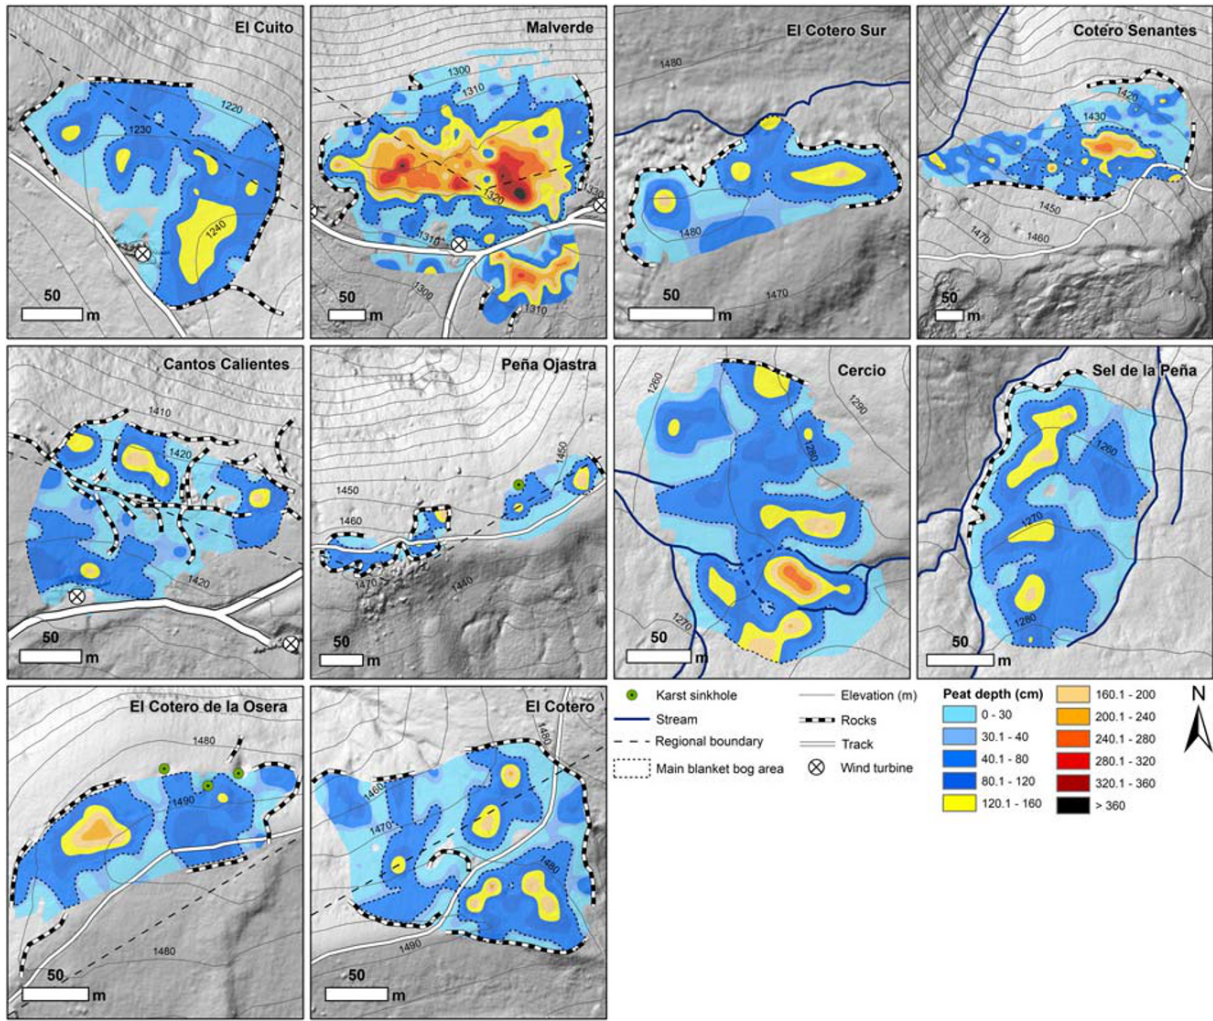 El Cuito
1220
1230
1240
50
m
Malverde
1300
1310
1320
1330
1310
1300
1310
50
m
El Cotero Sur
1480
1480
1470
50
m
Cotero Senantes
1420
1430
1450
1460
1470
50
m
Cantos Calientes
1410
1420
1420
50
m
Peña Ojastra
1450
1450
1460
1470
1440
50
m
Cercio
1260
1290
1280
1270
50
m
Sel de la Peña
1260
1270
1280
50
m
El Cotero de la Osera
1480
1490
1480
50
m
El Cotero
1480
1460
1470
1480
1490
50
m
Karst sinkhole
Stream
Regional boundary
Main blanket bog area
Elevation (m)
Rocks
Track
Wind turbine
Peat depth (cm)
0 - 30
30.1 - 40
40.1 - 80
80.1 - 120
120.1 - 160
160.1 - 200
200.1 - 240
240.1 - 280
280.1 - 320
320.1 - 360
> 360
N